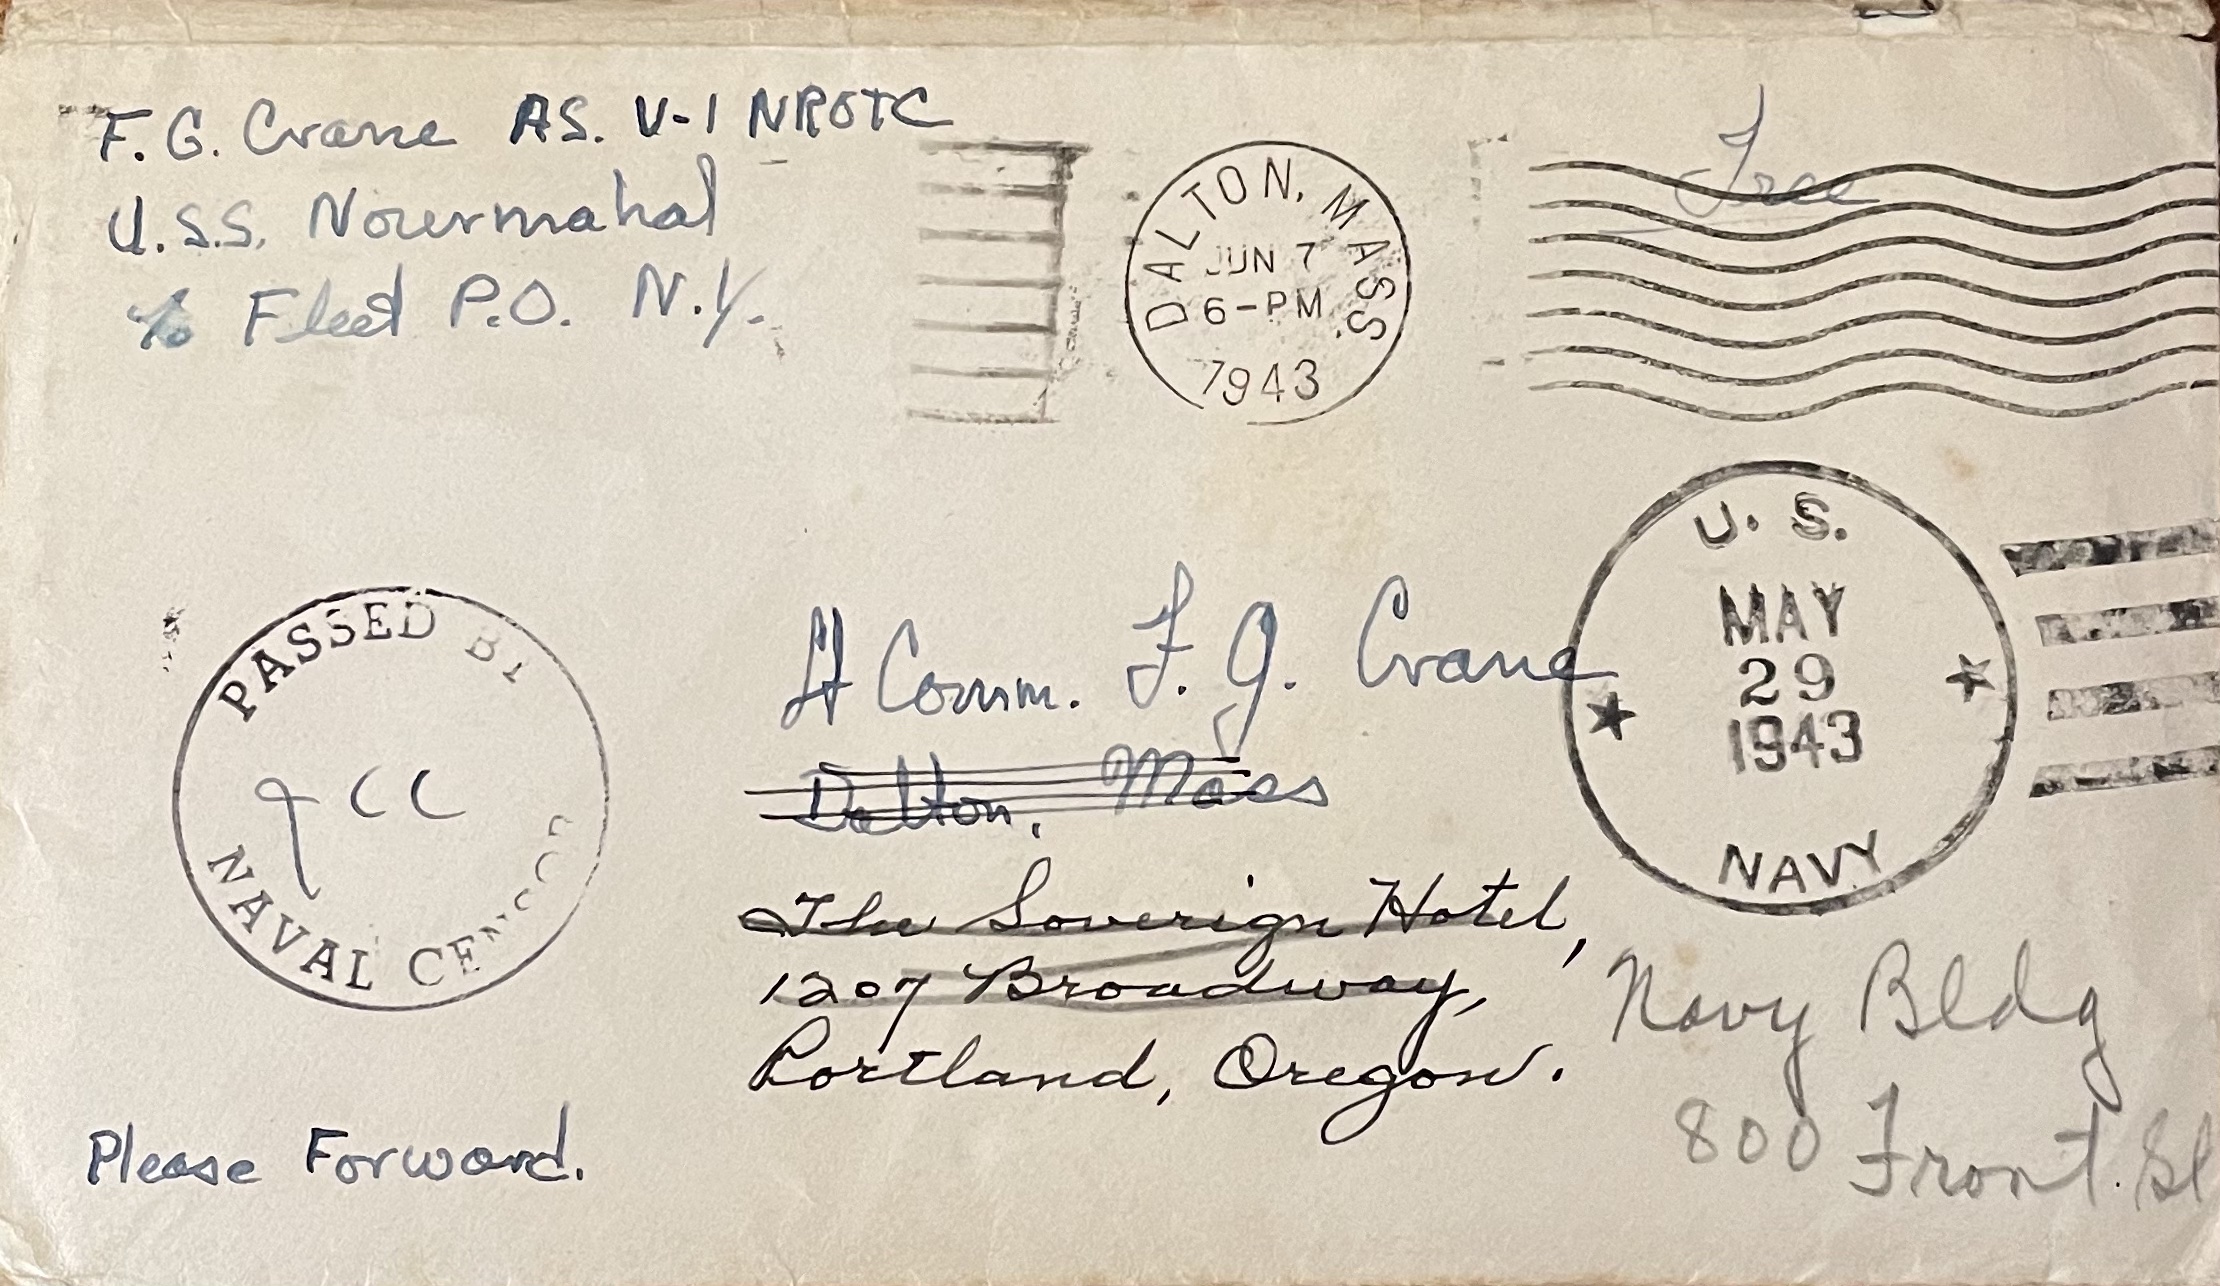 F. G. Crane AS. V-1 NROTC
U.S.S. Nourmahal
c/o Fleet P.O. N.Y.
DALTON, MASS.
JUN 7
6-PM
1943
Free
U. S.
MAY
29
1943
NAVY
PASSED BY
CC
NAVAL CENSOR
Lt Comm. F. G. Crane
Dalton, Mass
The Soverign Hotel,
1207 Broadway,
Portland, Oregon.
Navy Bldg
800 Front. St
Please Forward.